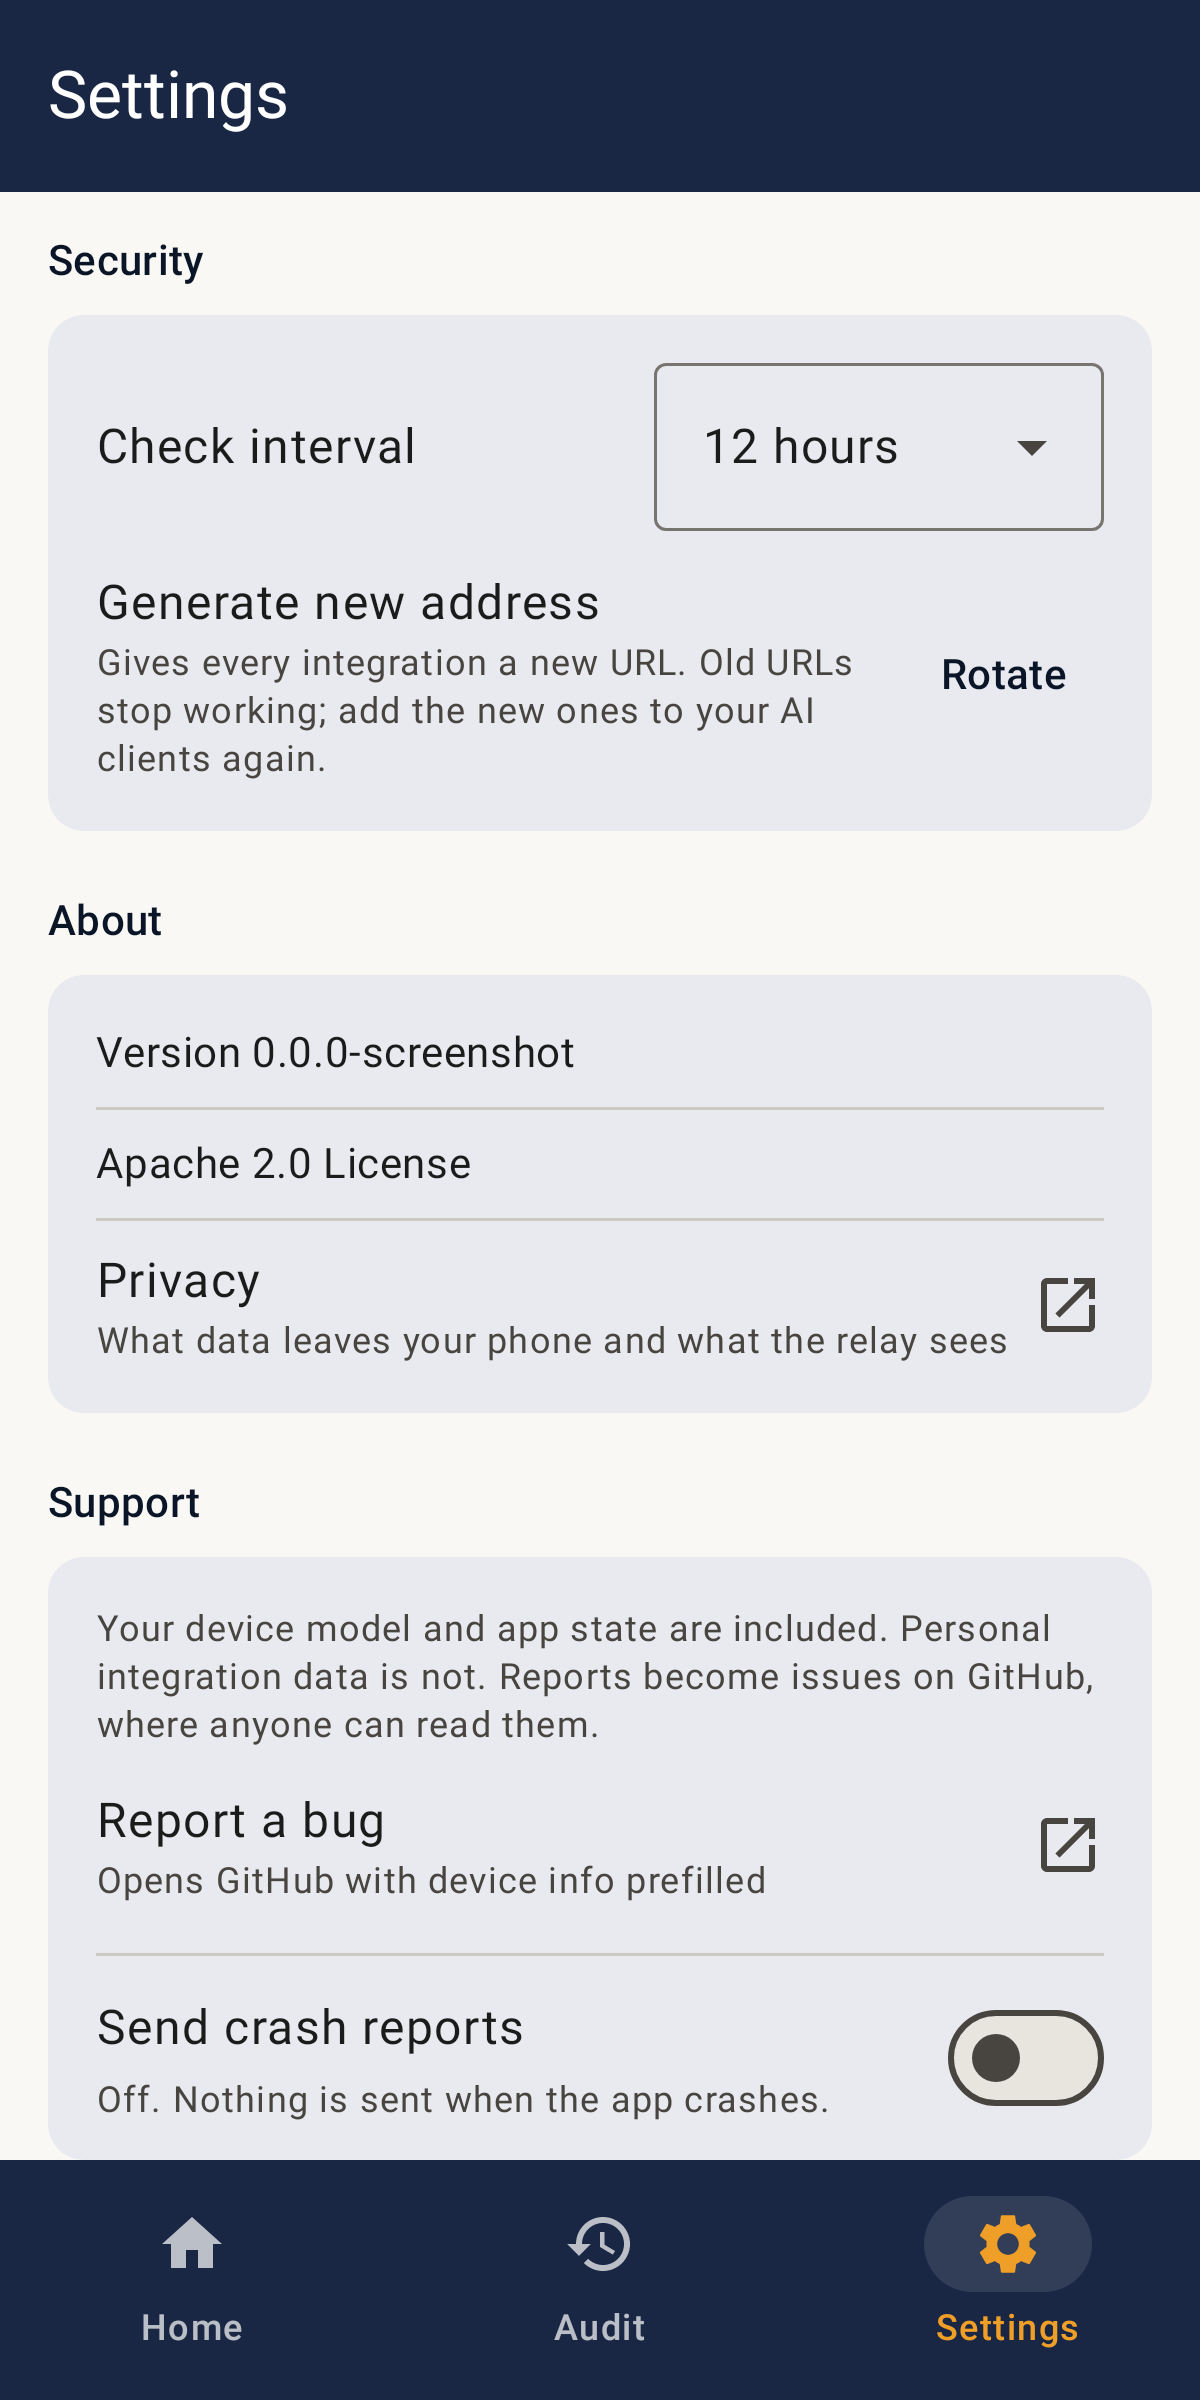 Settings
Security
Check interval
12 hours
Generate new address
Gives every integration a new URL. Old URLs
stop working; add the new ones to your AI
clients again.
Rotate
About
Version 0.0.0-screenshot
Apache 2.0 License
Privacy
What data leaves your phone and what the relay sees
Support
Your device model and app state are included. Personal
integration data is not. Reports become issues on GitHub,
where anyone can read them.
Report a bug
Opens GitHub with device info prefilled
Send crash reports
Off. Nothing is sent when the app crashes.
Home
Audit
Settings